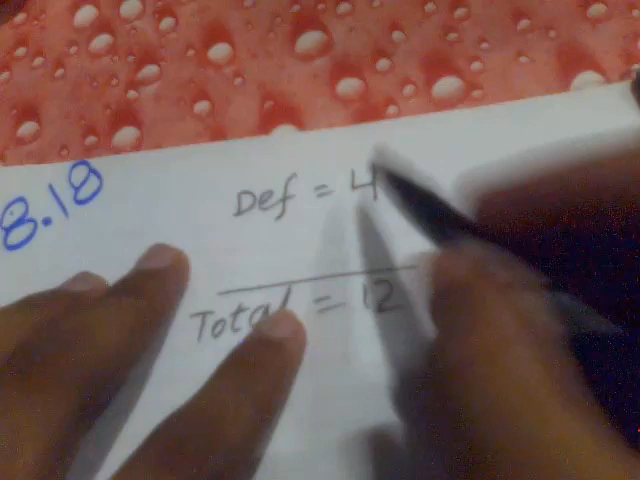 8.18
Def = 4
Total = 12